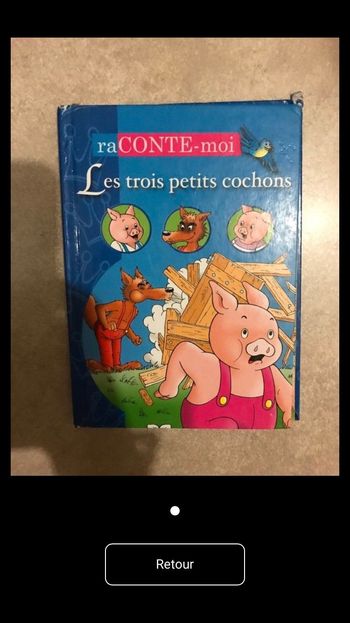 raCONTE-moi
Les trois petits cochons
Retour